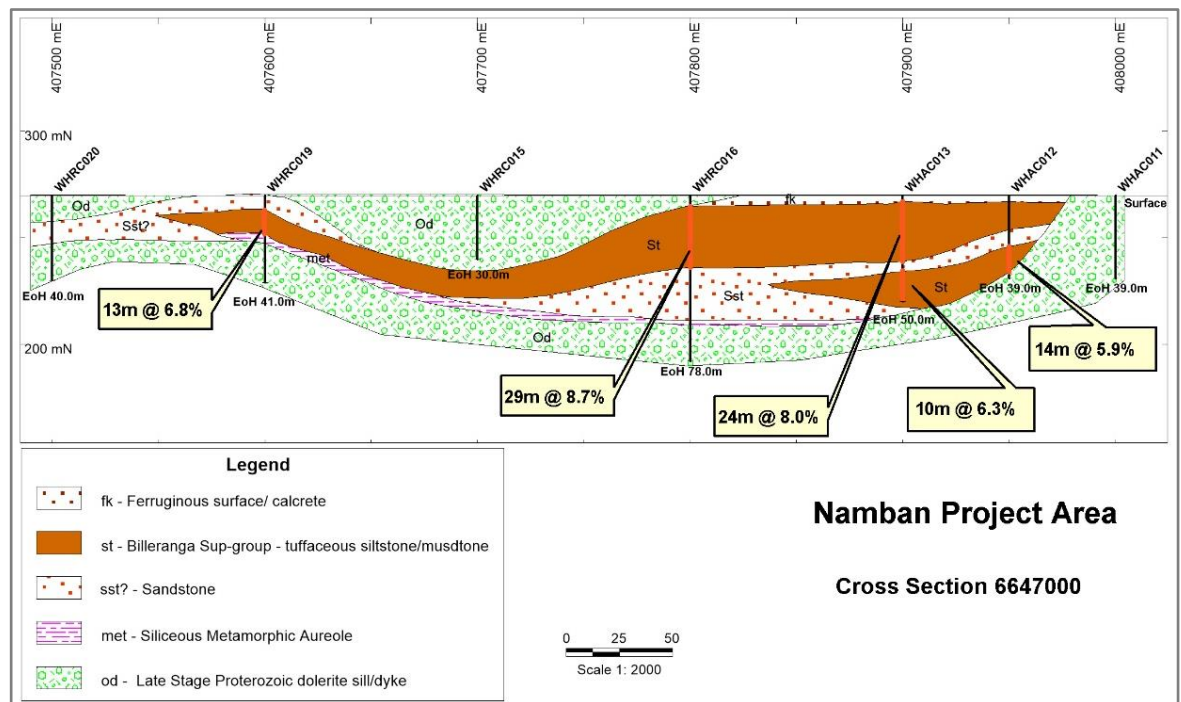 407500 mE
407600 mE
407700 mE
407800 mE
407900 mE
408000 mE
300 mN
WHRC020
WHRC019
WHRC015
WHRC016
WHAC013
WHAC012
WHAC011
Surface
fk
Od
Sst?
Od
St
met
EoH 30.0m
Sst
St
EoH 40.0m
EoH 41.0m
EoH 39.0m
EoH 39.0m
EoH 50.0m
Od
200 mN
EoH 78.0m
13m @ 6.8%
29m @ 8.7%
24m @ 8.0%
10m @ 6.3%
14m @ 5.9%
Legend
fk - Ferruginous surface/ calcrete
st - Billeranga Sup-group - tuffaceous siltstone/musdtone
sst? - Sandstone
met - Siliceous Metamorphic Aureole
od - Late Stage Proterozoic dolerite sill/dyke
0 25 50
Scale 1: 2000
Namban Project Area
Cross Section 6647000